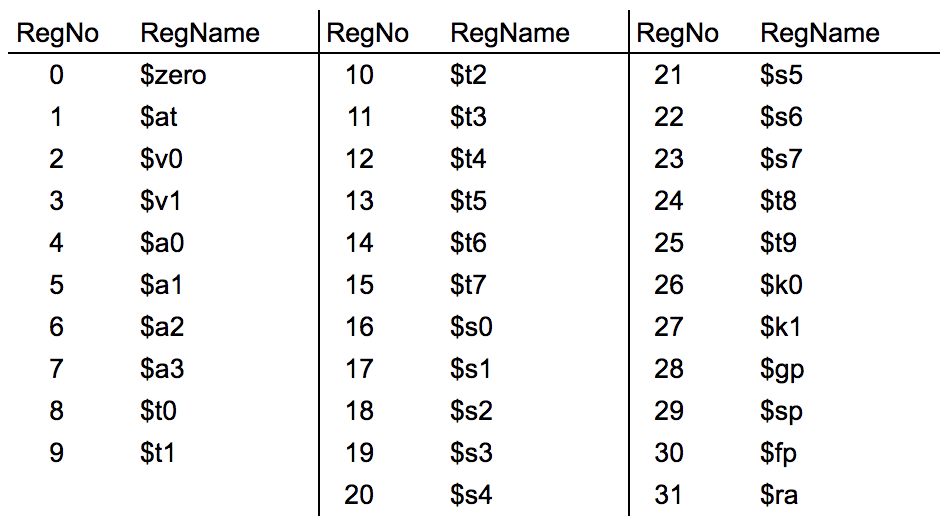 RegNo RegName RegNo RegName RegNo RegName
0 $zero 10 $t2 21 $s5
1 $at 11 $t3 22 $s6
2 $v0 12 $t4 23 $s7
3 $v1 13 $t5 24 $t8
4 $a0 14 $t6 25 $t9
5 $a1 15 $t7 26 $k0
6 $a2 16 $s0 27 $k1
7 $a3 17 $s1 28 $gp
8 $t0 18 $s2 29 $sp
9 $t1 19 $s3 30 $fp
20 $s4 31 $ra